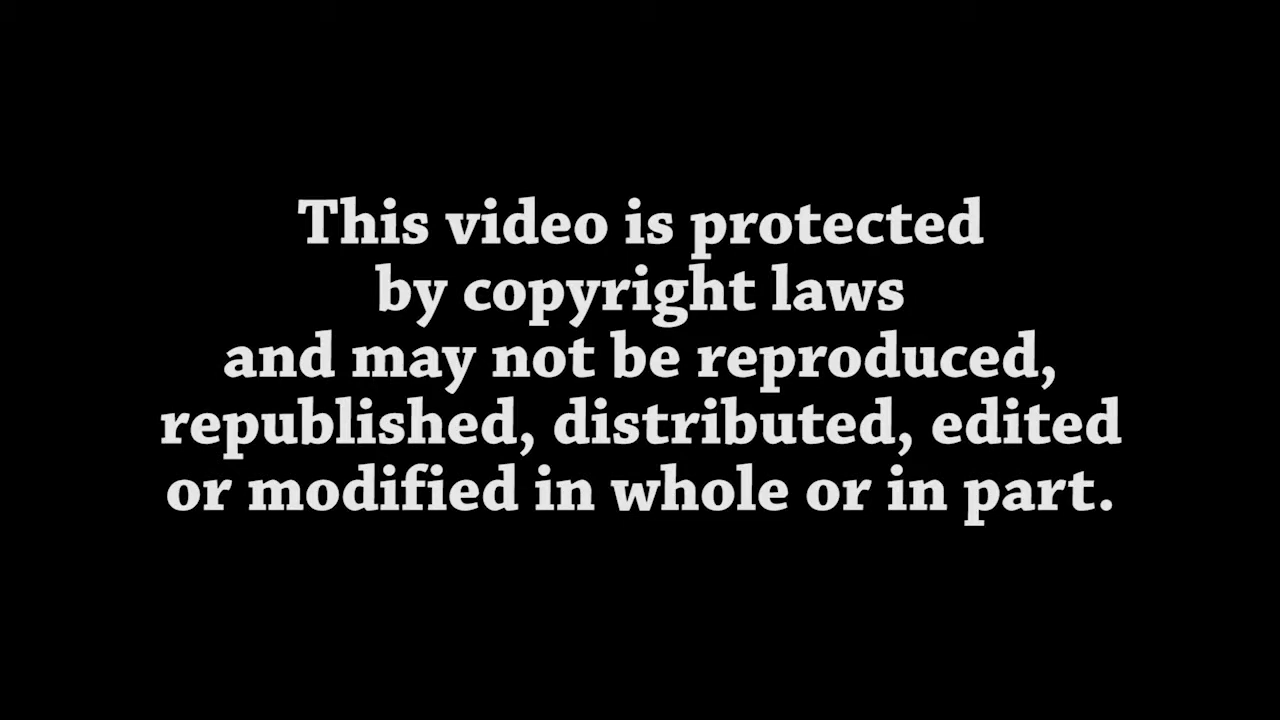 This video is protected
by copyright laws
and may not be reproduced,
republished, distributed, edited
or modified in whole or in part.